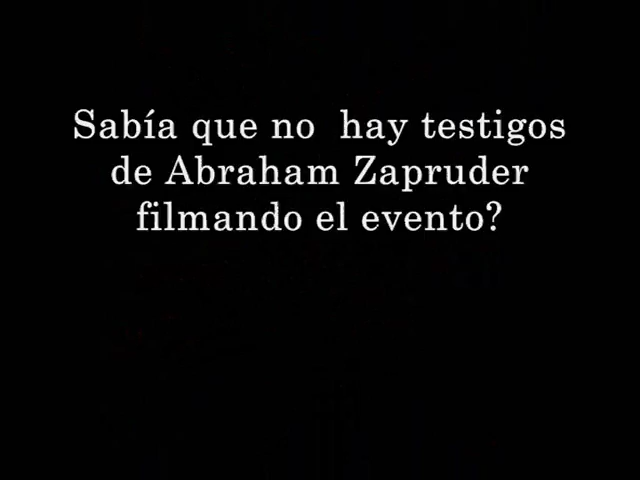 Sabía que no  hay testigos
de Abraham Zapruder
filmando el evento?